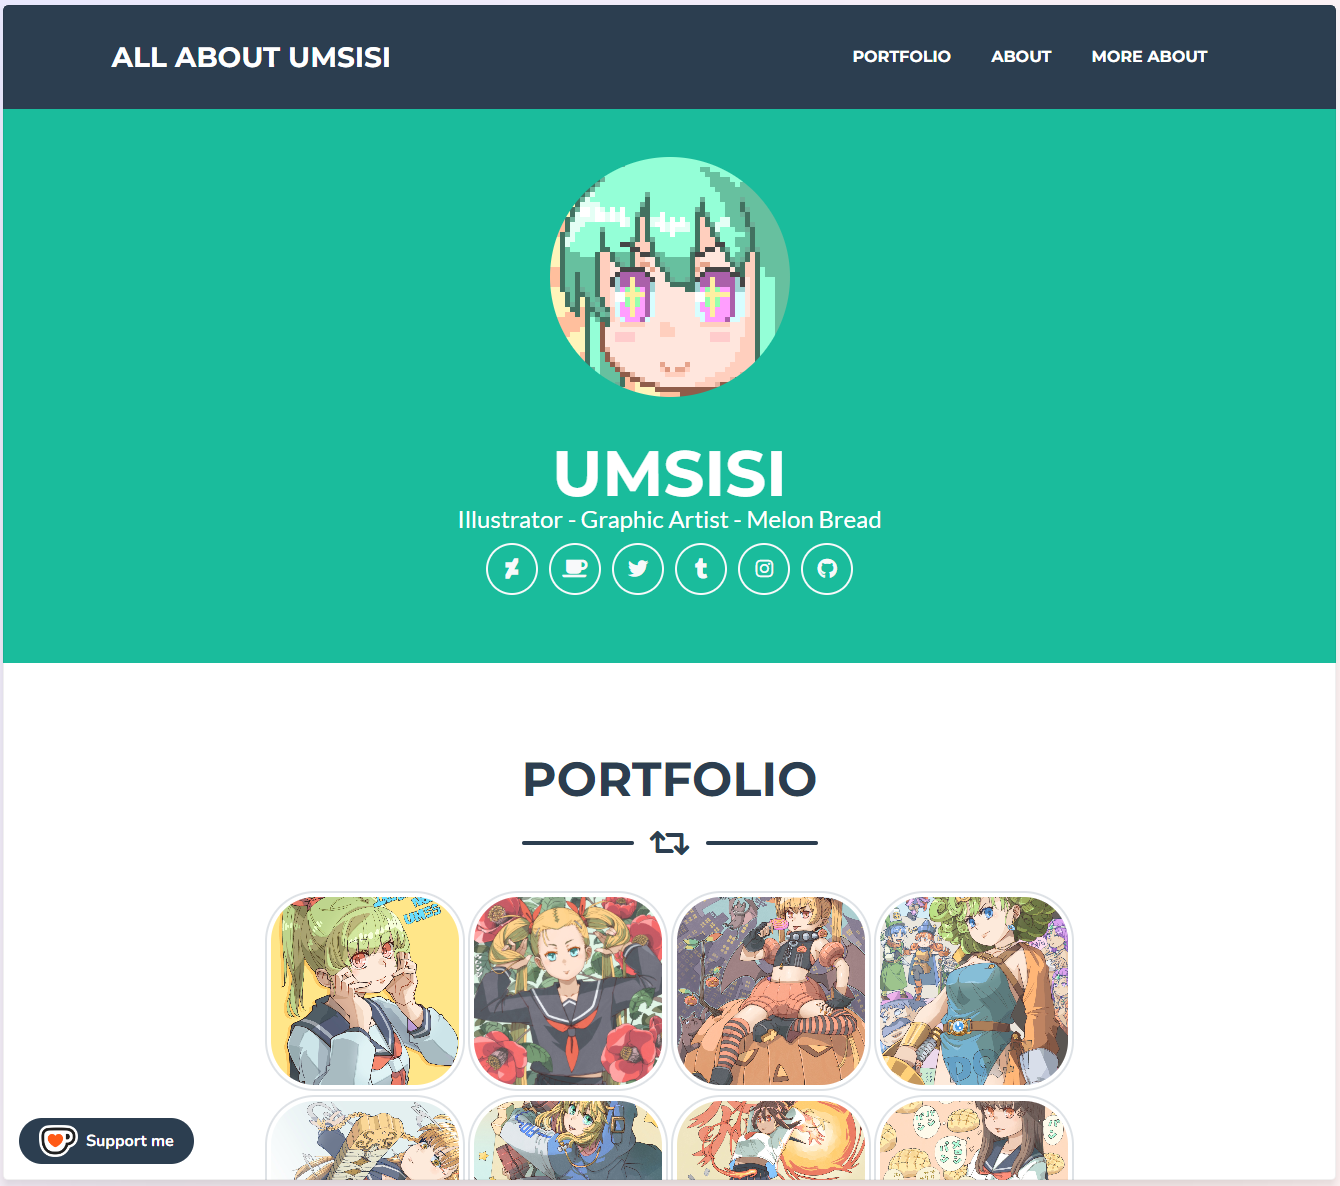 ALL ABOUT UMSISI
PORTFOLIO ABOUT MORE ABOUT
UMSISI
Illustrator - Graphic Artist - Melon Bread
PORTFOLIO
Support me